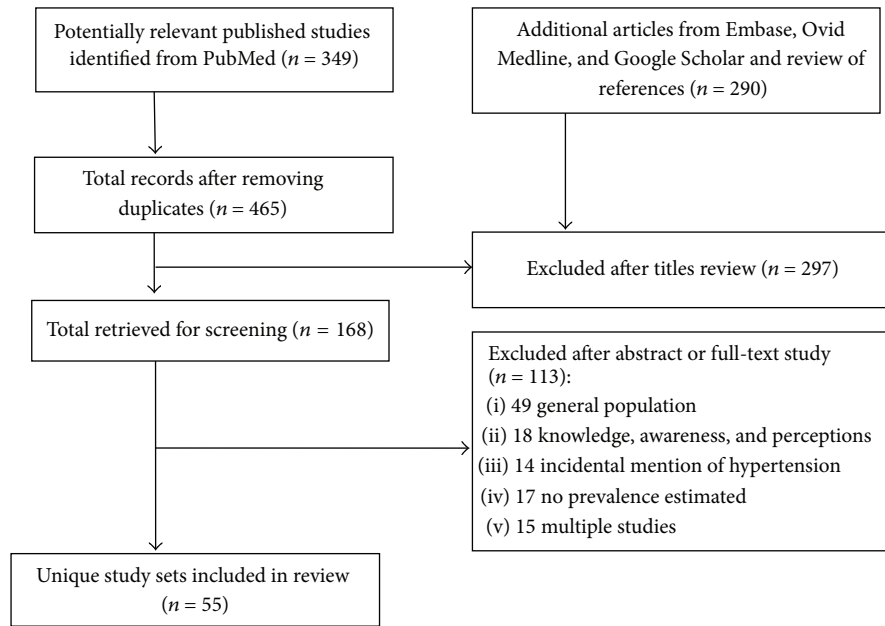 Potentially relevant published studies
identified from PubMed (n = 349)
Additional articles from Embase, Ovid
Medline, and Google Scholar and review of
references (n = 290)
Total records after removing
duplicates (n = 465)
Excluded after titles review (n = 297)
Total retrieved for screening (n = 168)
Excluded after abstract or full-text study
(n = 113):
(i) 49 general population
(ii) 18 knowledge, awareness, and perceptions
(iii) 14 incidental mention of hypertension
(iv) 17 no prevalence estimated
(v) 15 multiple studies
Unique study sets included in review
(n = 55)